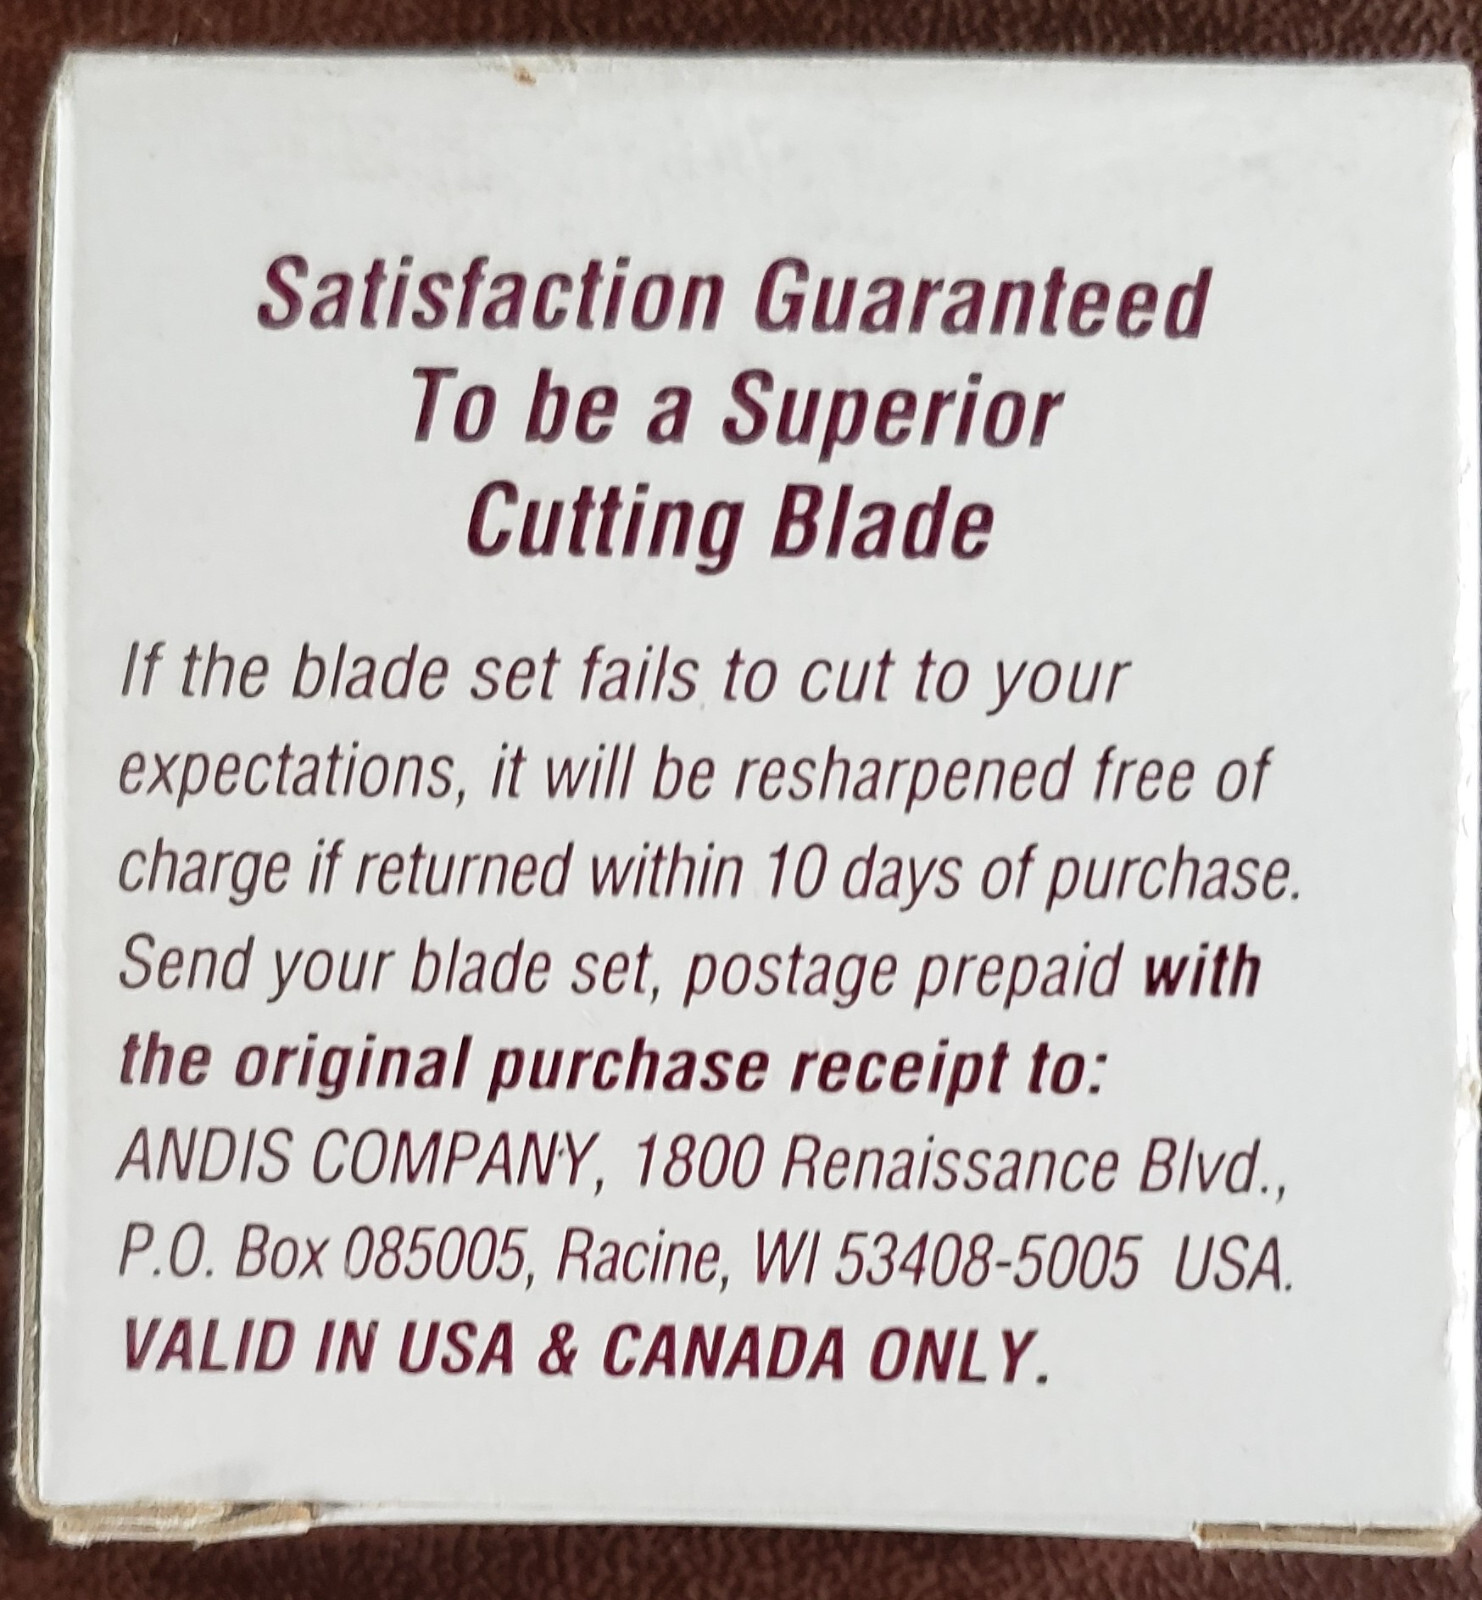 Satisfaction Guaranteed
To be a Superior
Cutting Blade
If the blade set fails to cut to your
expectations, it will be resharpened free of
charge if returned within 10 days of purchase.
Send your blade set, postage prepaid with
the original purchase receipt to:
ANDIS COMPANY, 1800 Renaissance Blvd.,
P.O. Box 085005, Racine, WI 53408-5005 USA.
VALID IN USA & CANADA ONLY.